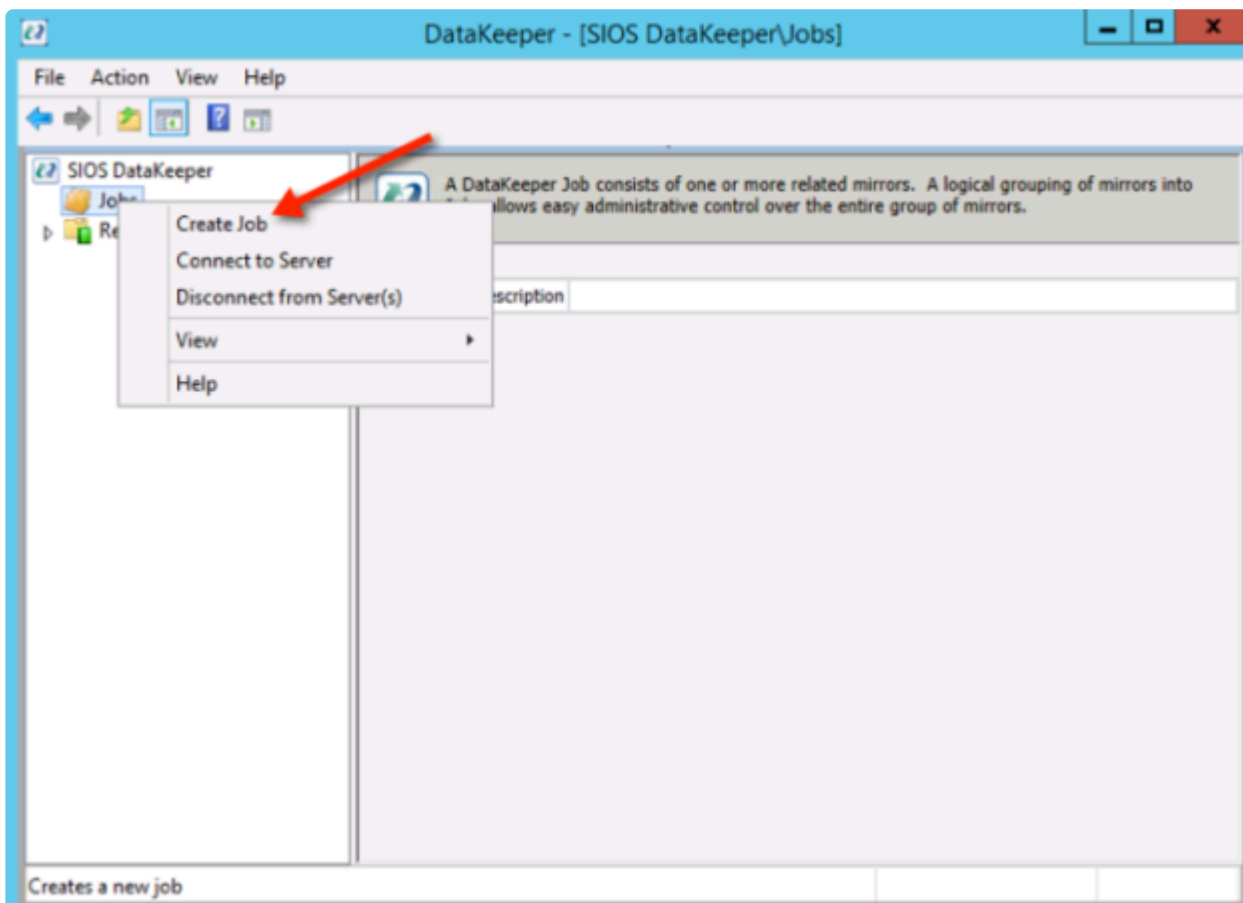 DataKeeper - [SIOS DataKeeper\Jobs]
File Action View Help
SIOS DataKeeper
Jobs
Re
A DataKeeper Job consists of one or more related mirrors. A logical grouping of mirrors into
allows easy administrative control over the entire group of mirrors.
Create Job
Connect to Server
Disconnect from Server(s)
View
Help
escription
Creates a new job